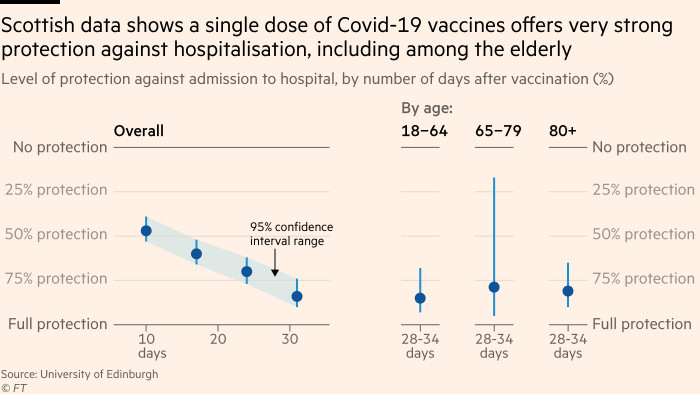 Scottish data shows a single dose of Covid-19 vaccines offers very strong
protection against hospitalisation, including among the elderly
Level of protection against admission to hospital, by number of days after vaccination (%)
By age:
Overall
18–64
65–79
80+
No protection
No protection
25% protection
25% protection
50% protection
50% protection
95% confidence
interval range
75% protection
75% protection
Full protection
Full protection
10
days
20
30
28-34
days
28-34
days
28-34
days
Source: University of Edinburgh
© FT